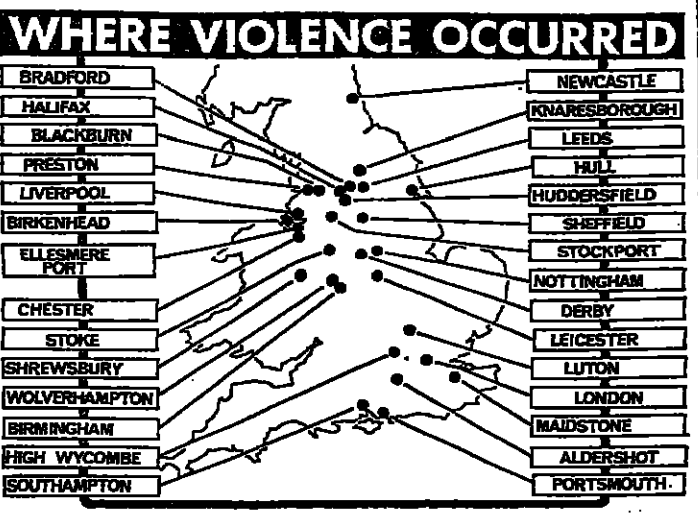 WHERE VIOLENCE OCCURRED
BRADFORD
HALIFAX
BLACKBURN
PRESTON
LIVERPOOL
BIRKENHEAD
ELLESMERE
PORT
CHESTER
STOKE
SHREWSBURY
WOLVERHAMPTON
BIRMINGHAM
HIGH WYCOMBE
SOUTHAMPTON
NEWCASTLE
KNARESBOROUGH
LEEDS
HULL
HUDDERSFIELD
SHEFFIELD
STOCKPORT
NOTTINGHAM
DERBY
LEICESTER
LUTON
LONDON
MAIDSTONE
ALDERSHOT
PORTSMOUTH